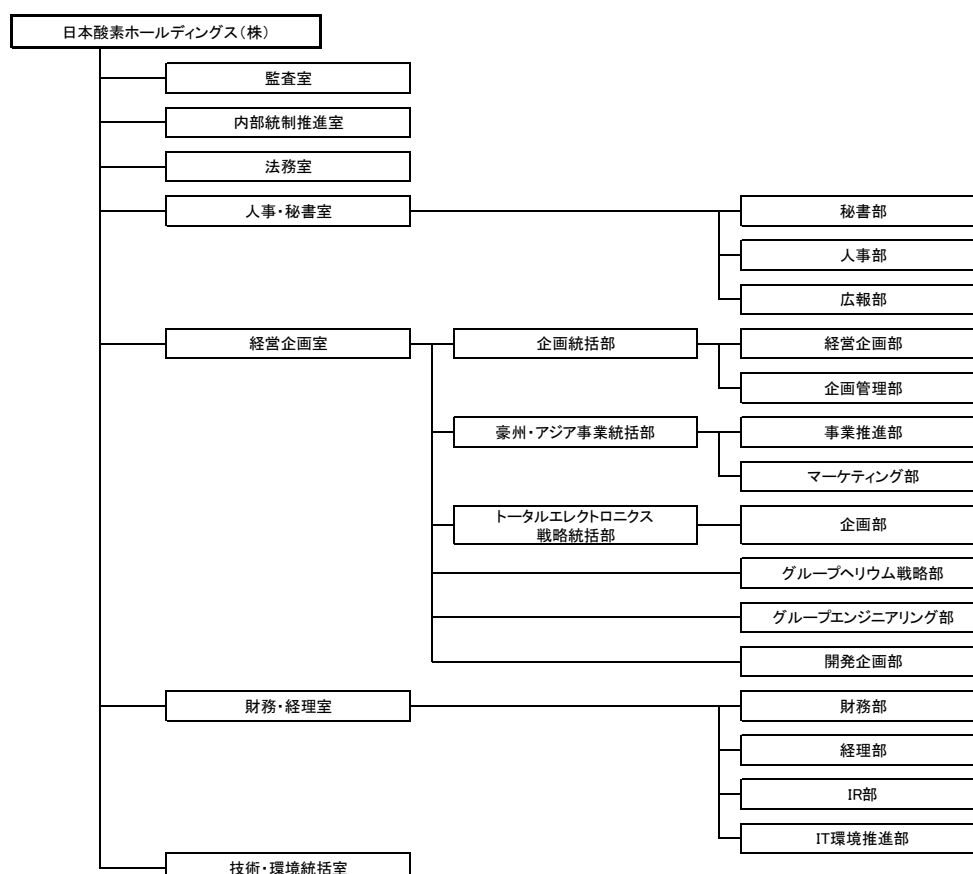 日本酸素ホールディングス(株)
監査室
内部統制推進室
法務室
人事・秘書室
秘書部
人事部
広報部
経営企画室
企画統括部
経営企画部
企画管理部
豪州・アジア事業統括部
事業推進部
マーケティング部
トータルエレクトロニクス
戦略統括部
企画部
グループヘリウム戦略部
グループエンジニアリング部
開発企画部
財務・経理室
財務部
経理部
IR部
IT環境推進部
技術・環境統括室